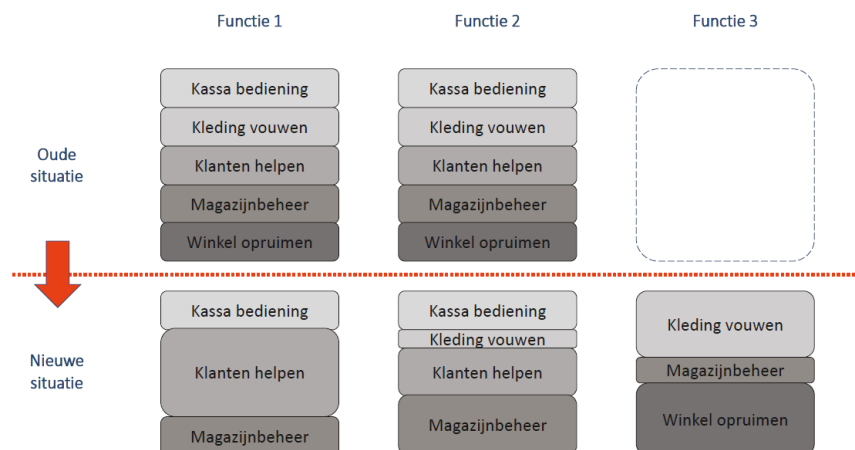 Functie 1
Functie 2
Functie 3
Oude
situatie
Kassa bediening
Kleding vouwen
Klanten helpen
Magazijnbeheer
Winkel opruimen
Kassa bediening
Kleding vouwen
Klanten helpen
Magazijnbeheer
Winkel opruimen
Nieuwe
situatie
Kassa bediening
Klanten helpen
Magazijnbeheer
Kassa bediening
Kleding vouwen
Klanten helpen
Magazijnbeheer
Kleding vouwen
Magazijnbeheer
Winkel opruimen